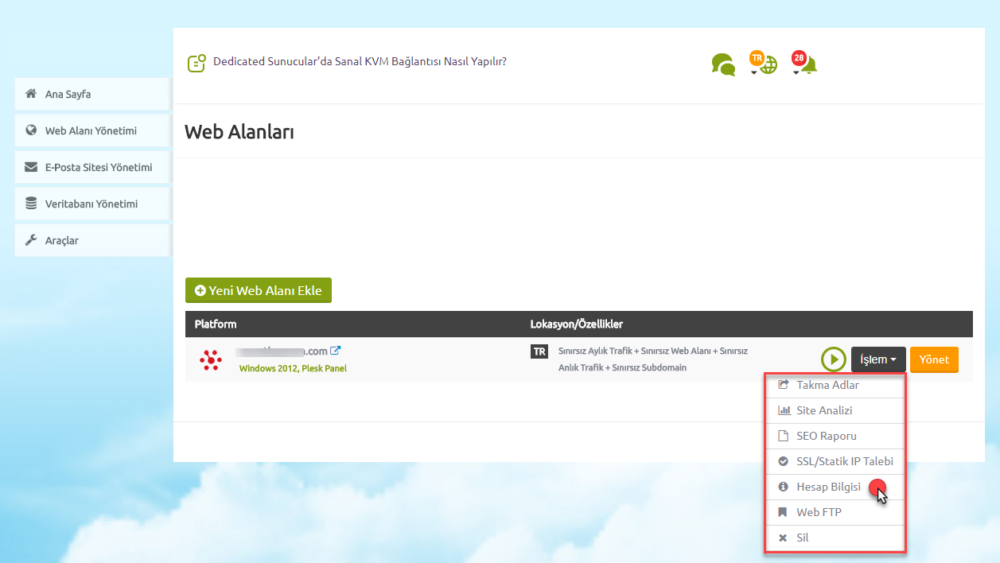 Dedicated Sunucular'da Sanal KVM Bağlantısı Nasıl Yapılır?
TR
28
Ana Sayfa
Web Alanı Yönetimi
E-Posta Sitesi Yönetimi
Veritabanı Yönetimi
Araçlar
Web Alanları
Yeni Web Alanı Ekle
Platform Lokasyon/Özellikler
.com
Windows 2012, Plesk Panel
TR
Sınırsız Aylık Trafik + Sınırsız Web Alanı + Sınırsız
Anlık Trafik + Sınırsız Subdomain
İşlem
Yönet
Takma Adlar
Site Analizi
SEO Raporu
SSL/Statik IP Talebi
Hesap Bilgisi
Web FTP
Sil